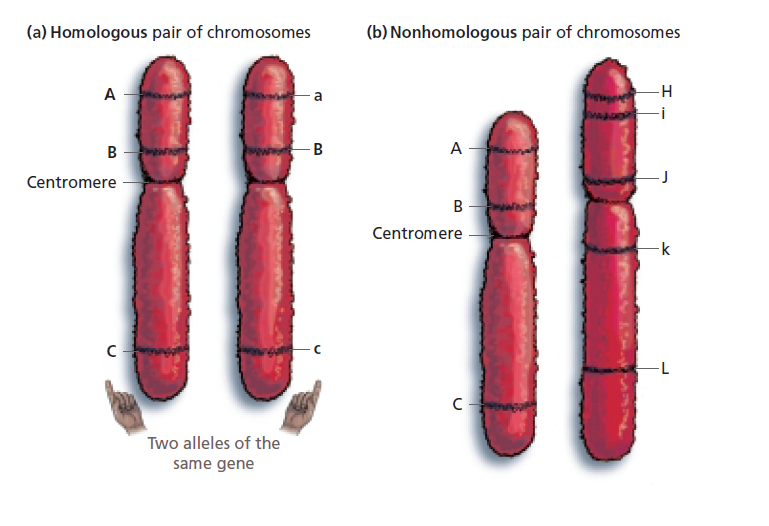 (a) Homologous pair of chromosomes
A
a
B
B
Centromere
C
c
Two alleles of the
same gene
(b) Nonhomologous pair of chromosomes
H
i
A
J
B
Centromere
k
L
C